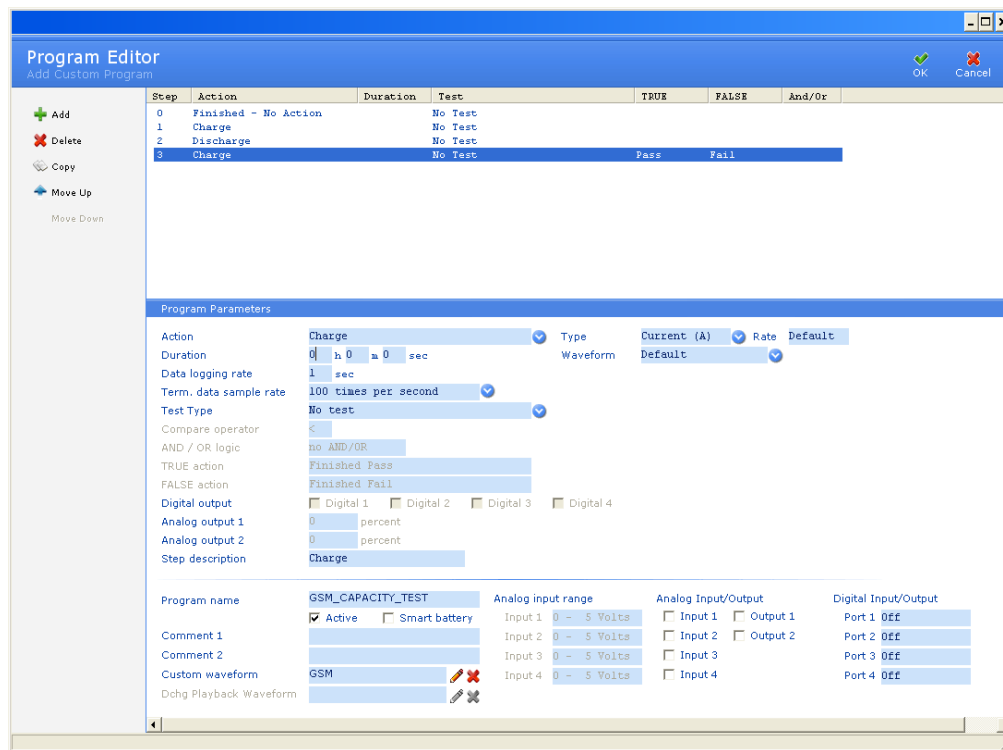 Program Editor
Add Custom Program
OK Cancel
Add
Delete
Copy
Move Up
Move Down
Step Action Duration Test TRUE FALSE And/Or
0 Finished - No Action No Test
1 Charge No Test
2 Discharge No Test
3 Charge No Test Pass Fail
Program Parameters
Action Charge Type Current (A) Rate Default
Duration 0 h 0 m 0 sec Waveform Default
Data logging rate 1 sec
Term. data sample rate 100 times per second
Test Type No test
Compare operator <
AND / OR logic no AND/OR
TRUE action Finished Pass
FALSE action Finished Fail
Digital output Digital 1 Digital 2 Digital 3 Digital 4
Analog output 1 0 percent
Analog output 2 0 percent
Step description Charge
Program name GSM_CAPACITY_TEST Analog input range Analog Input/Output Digital Input/Output
Active Smart battery Input 1 0 - 5 Volts Input 1 Output 1 Port 1 Off
Comment 1 Input 2 0 - 5 Volts Input 2 Output 2 Port 2 Off
Comment 2 Input 3 0 - 5 Volts Input 3 Port 3 Off
Custom waveform GSM Input 4 0 - 5 Volts Input 4 Port 4 Off
Dchg Playback Waveform